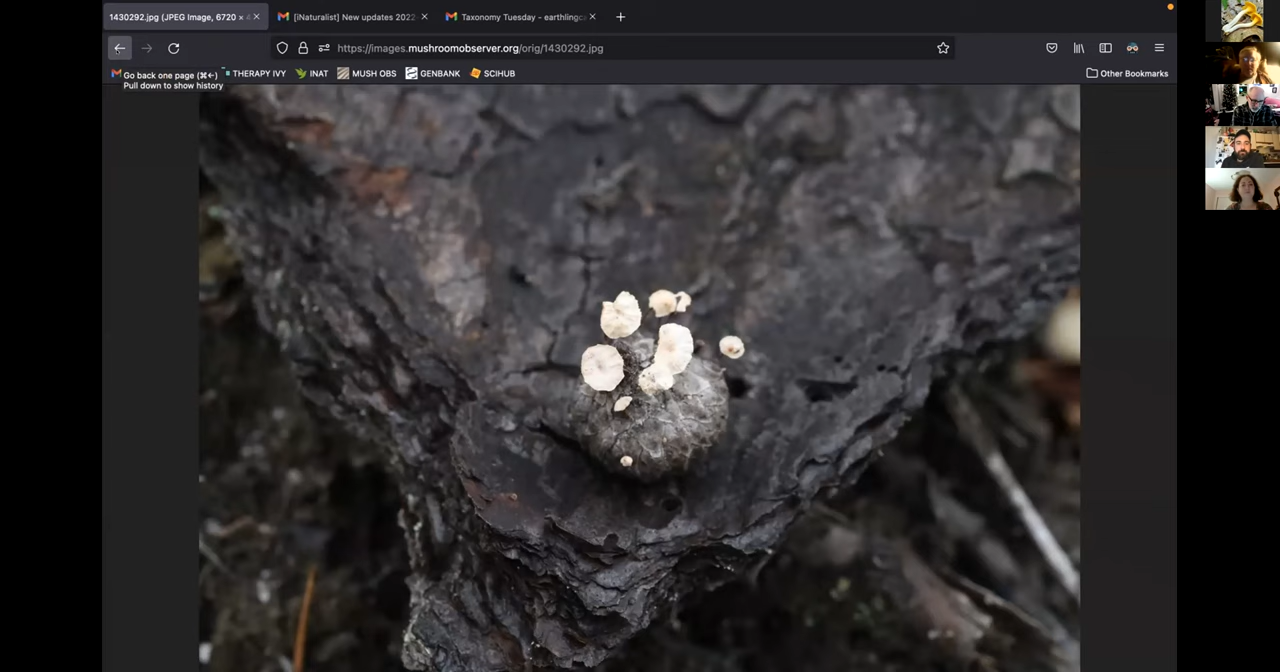 1430292.jpg (JPEG Image, 6720 ×
[iNaturalist] New updates 2022
Taxonomy Tuesday - earthlingc
https://images.mushroomobserver.org/orig/1430292.jpg
Go back one page (⌘←)
Pull down to show history
THERAPY IVY
INAT
MUSH OBS
GENBANK
SCIHUB
Other Bookmarks